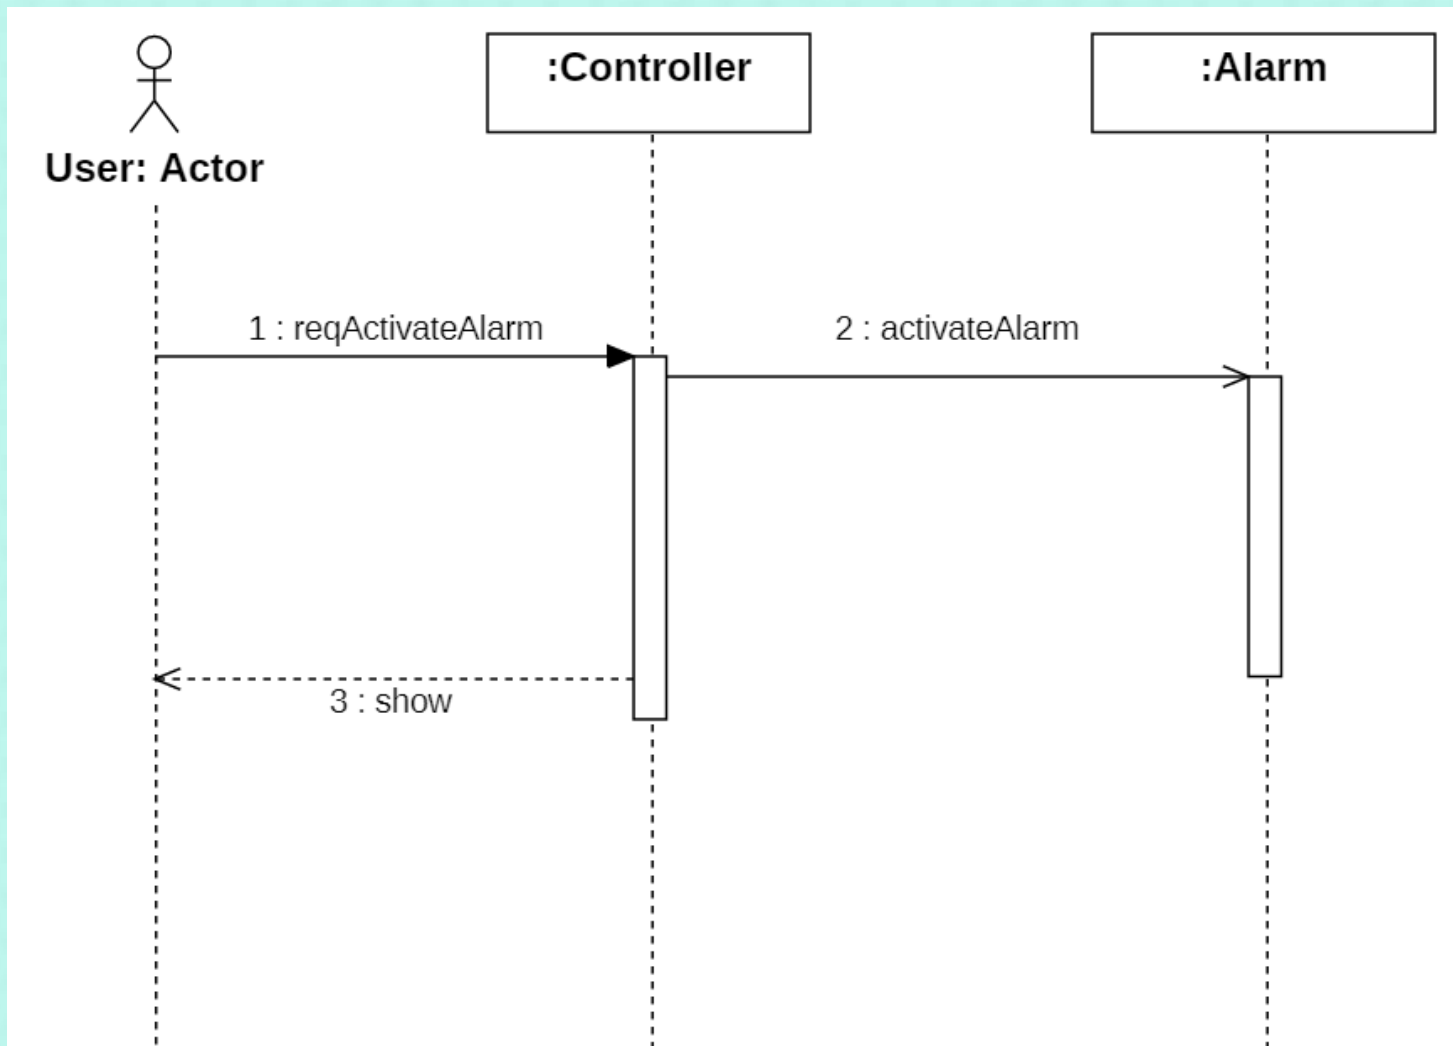 :Controller
:Alarm
User: Actor
1 : reqActivateAlarm
2 : activateAlarm
3 : show